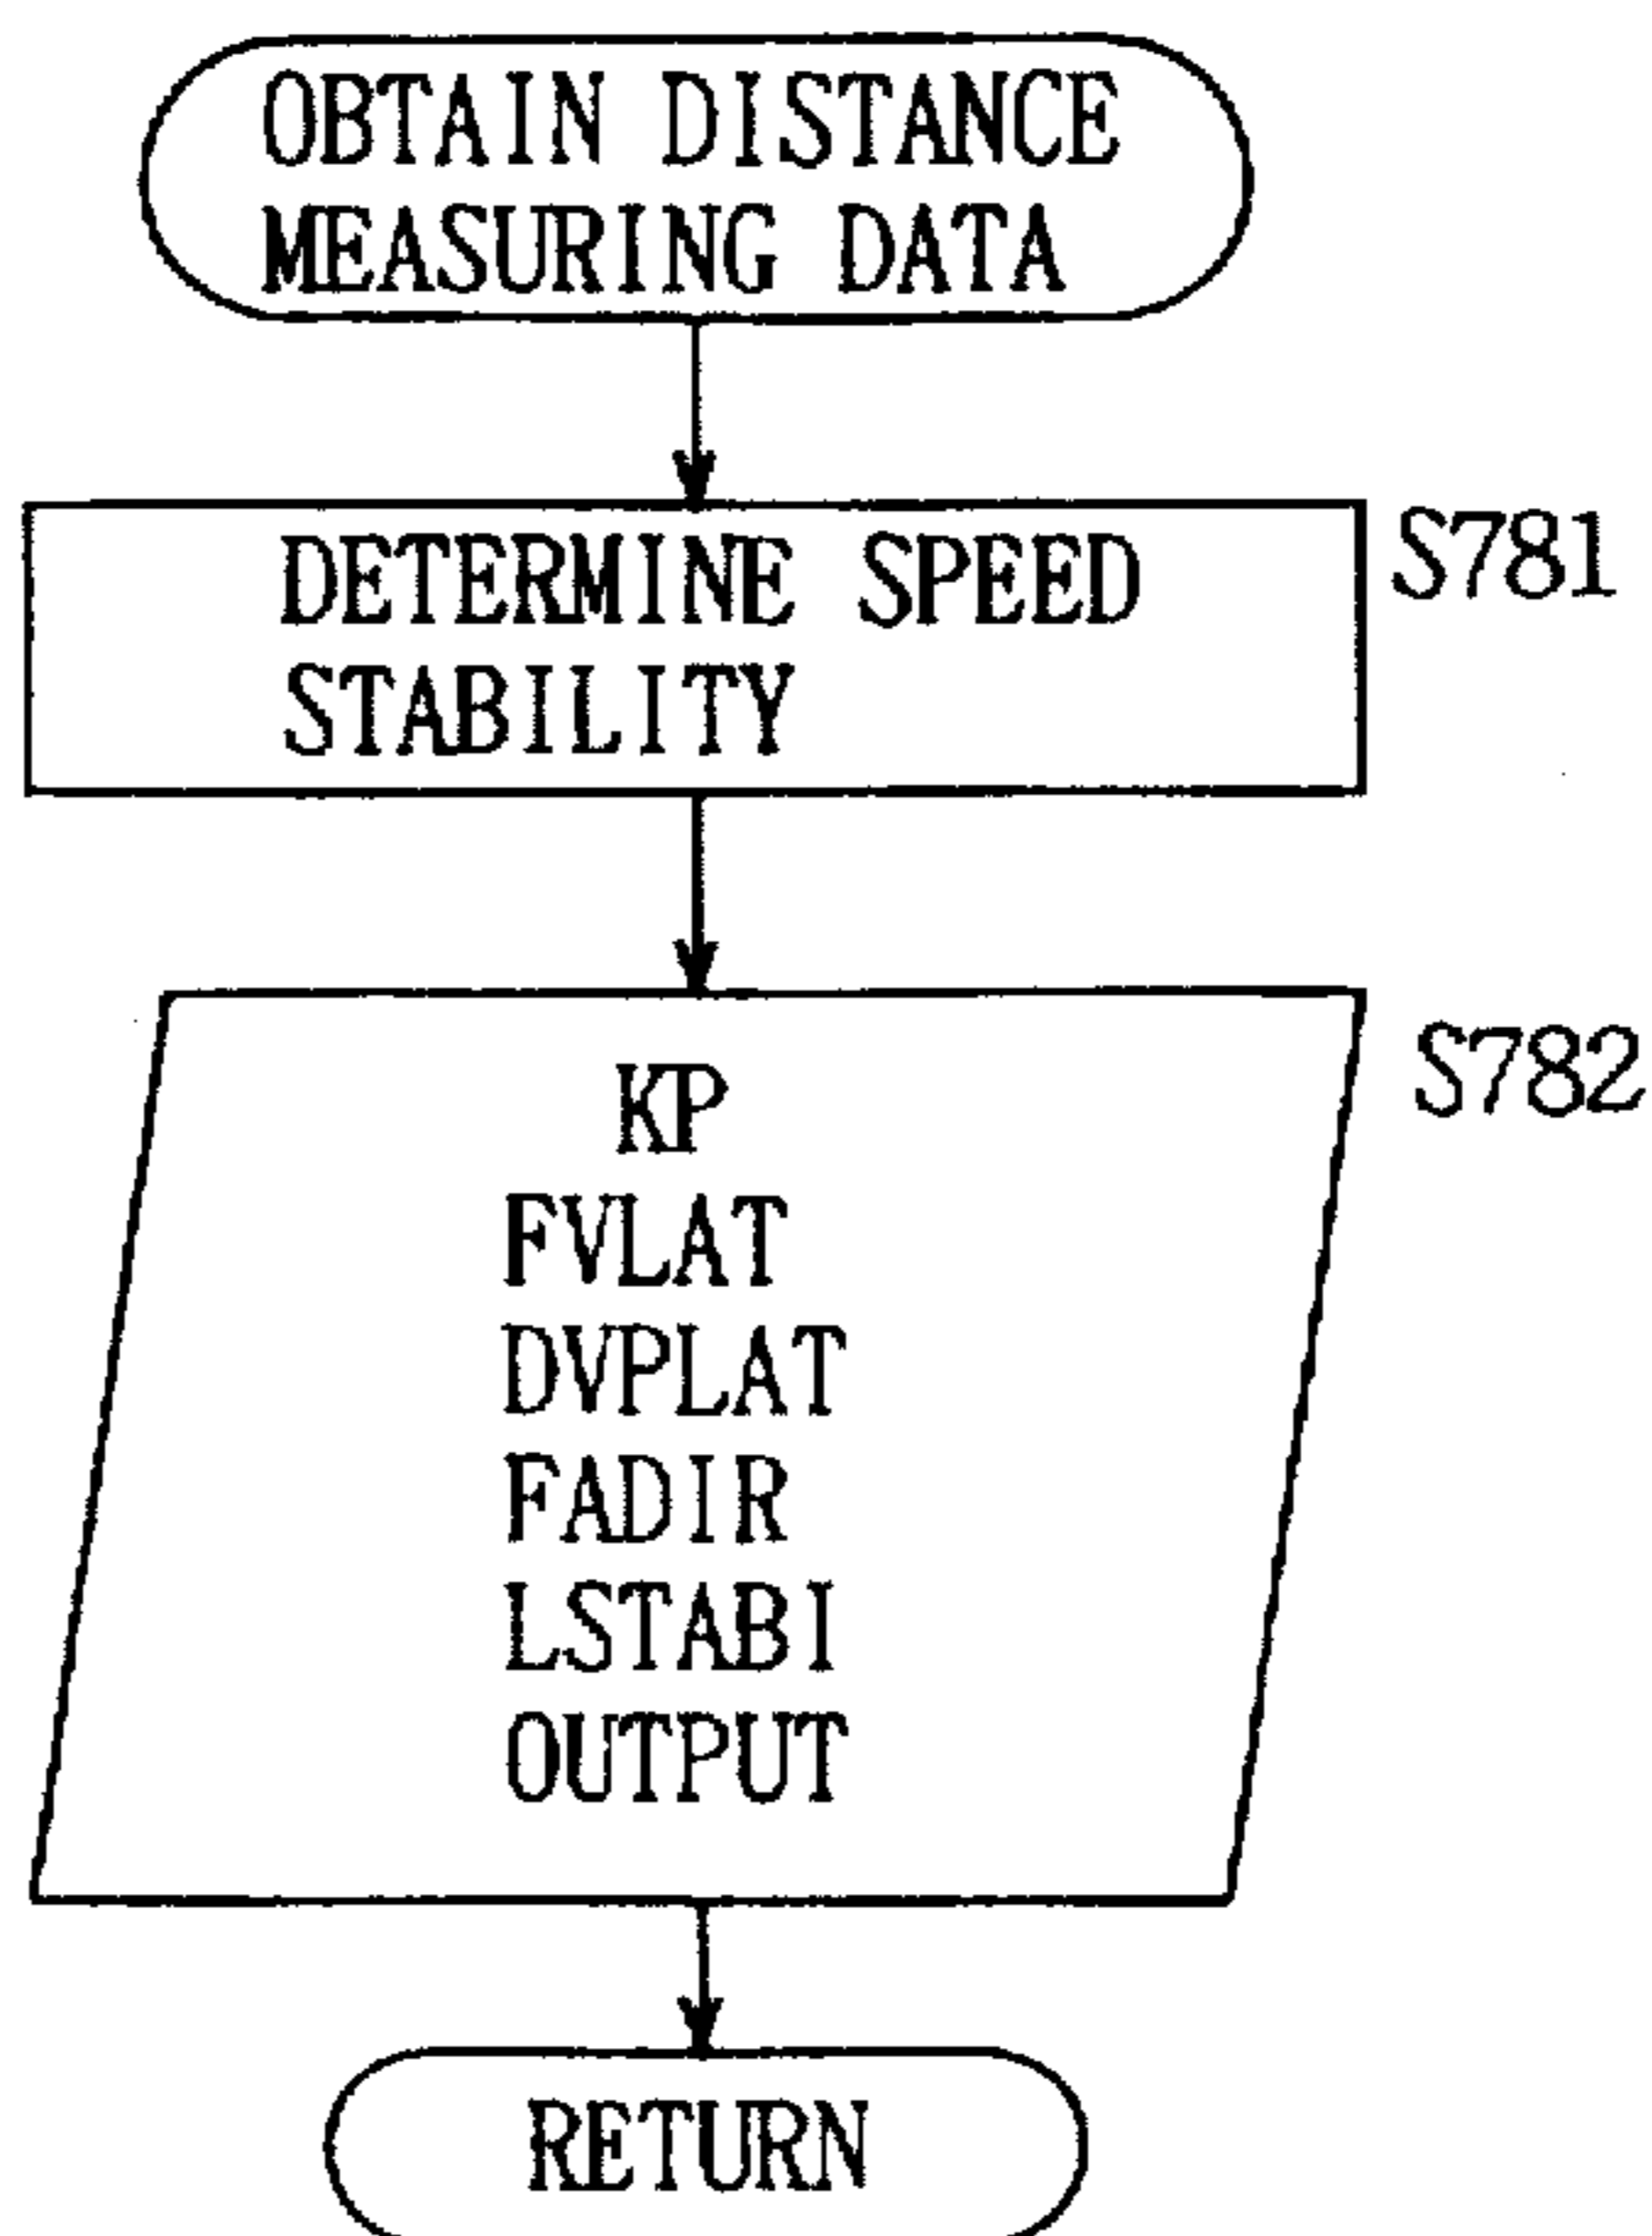 OBTAIN DISTANCE
MEASURING DATA
DETERMINE SPEED
STABILITY
S781
KP
FVLAT
DVPLAT
FADIR
LSTABI
OUTPUT
S782
RETURN